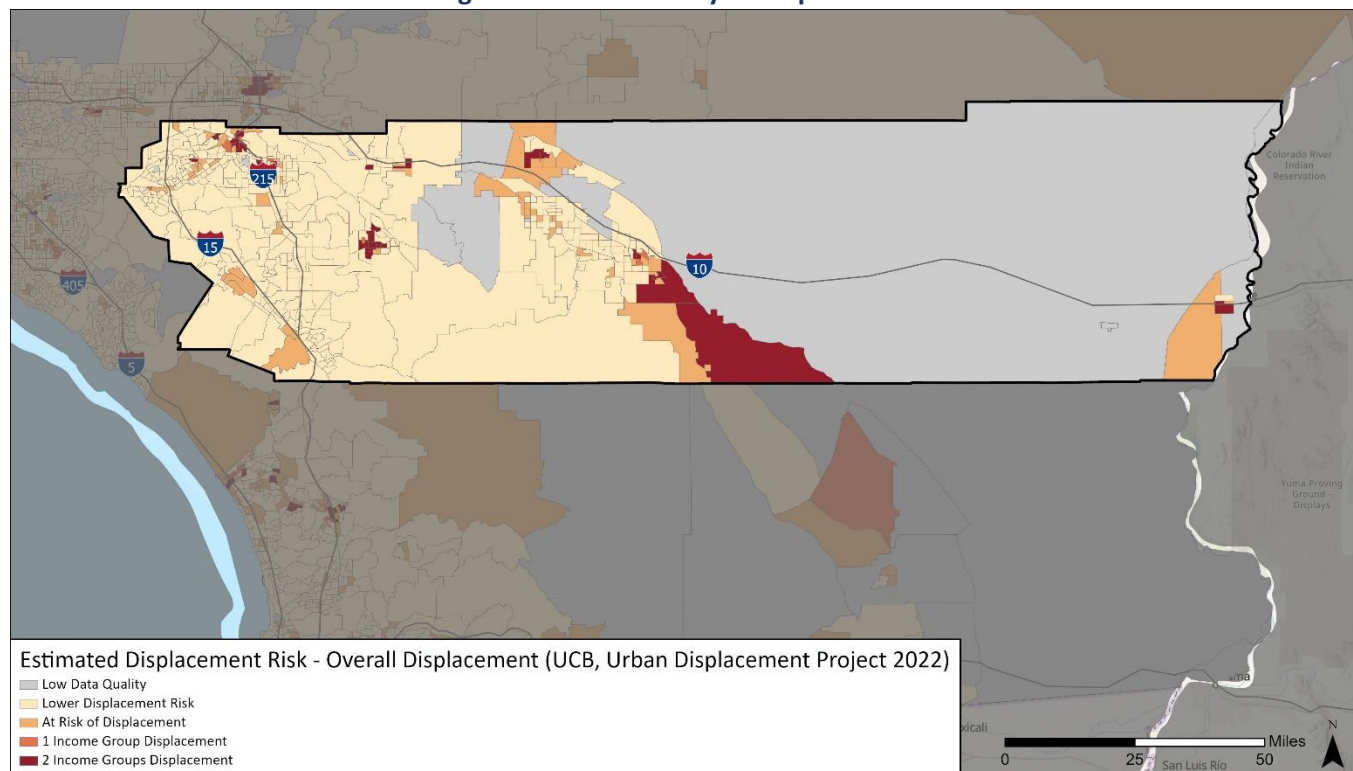 215
Colorado River
Indian
Reservation
15
10
405
5
Yuma Proving
Ground -
Displays
Estimated Displacement Risk - Overall Displacement (UCB, Urban Displacement Project 2022)
Low Data Quality
Lower Displacement Risk
At Risk of Displacement
1 Income Group Displacement
2 Income Groups Displacement
ma
xicali
San Luis Río
N
Miles
0 25 50